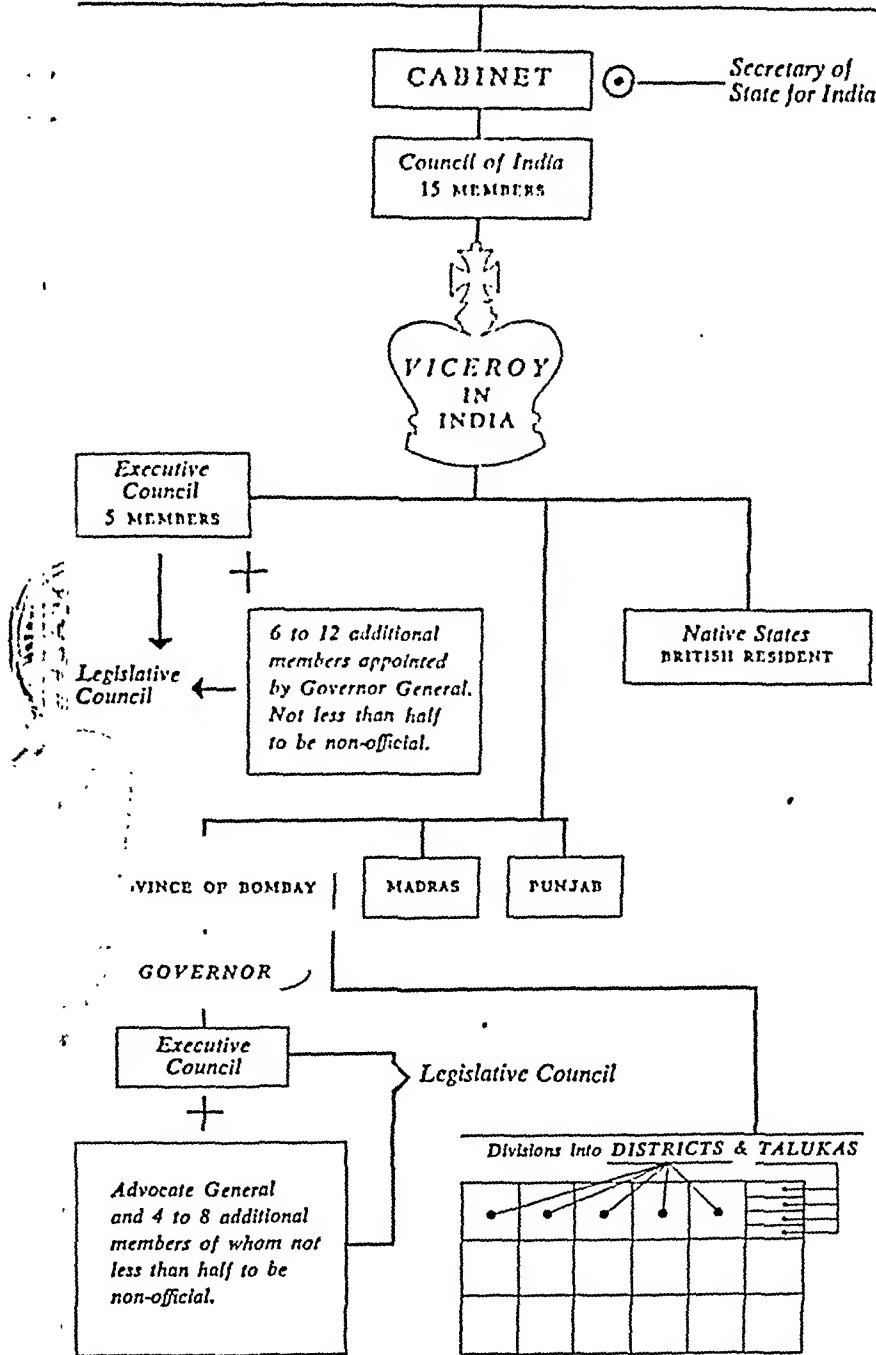 CABINET
Secretary of
State for India
Council of India
15 MEMBERS
VICEROY
IN
INDIA
Executive
Council
5 MEMBERS
6 to 12 additional
members appointed
by Governor General.
Not less than half
to be non-official.
Legislative
Council
Native States
BRITISH RESIDENT
VINCE OF BOMBAY
MADRAS
PUNJAB
GOVERNOR
Executive
Council
Legislative Council
Advocate General
and 4 to 8 additional
members of whom not
less than half to be
non-official.
Divisions into DISTRICTS & TALUKAS